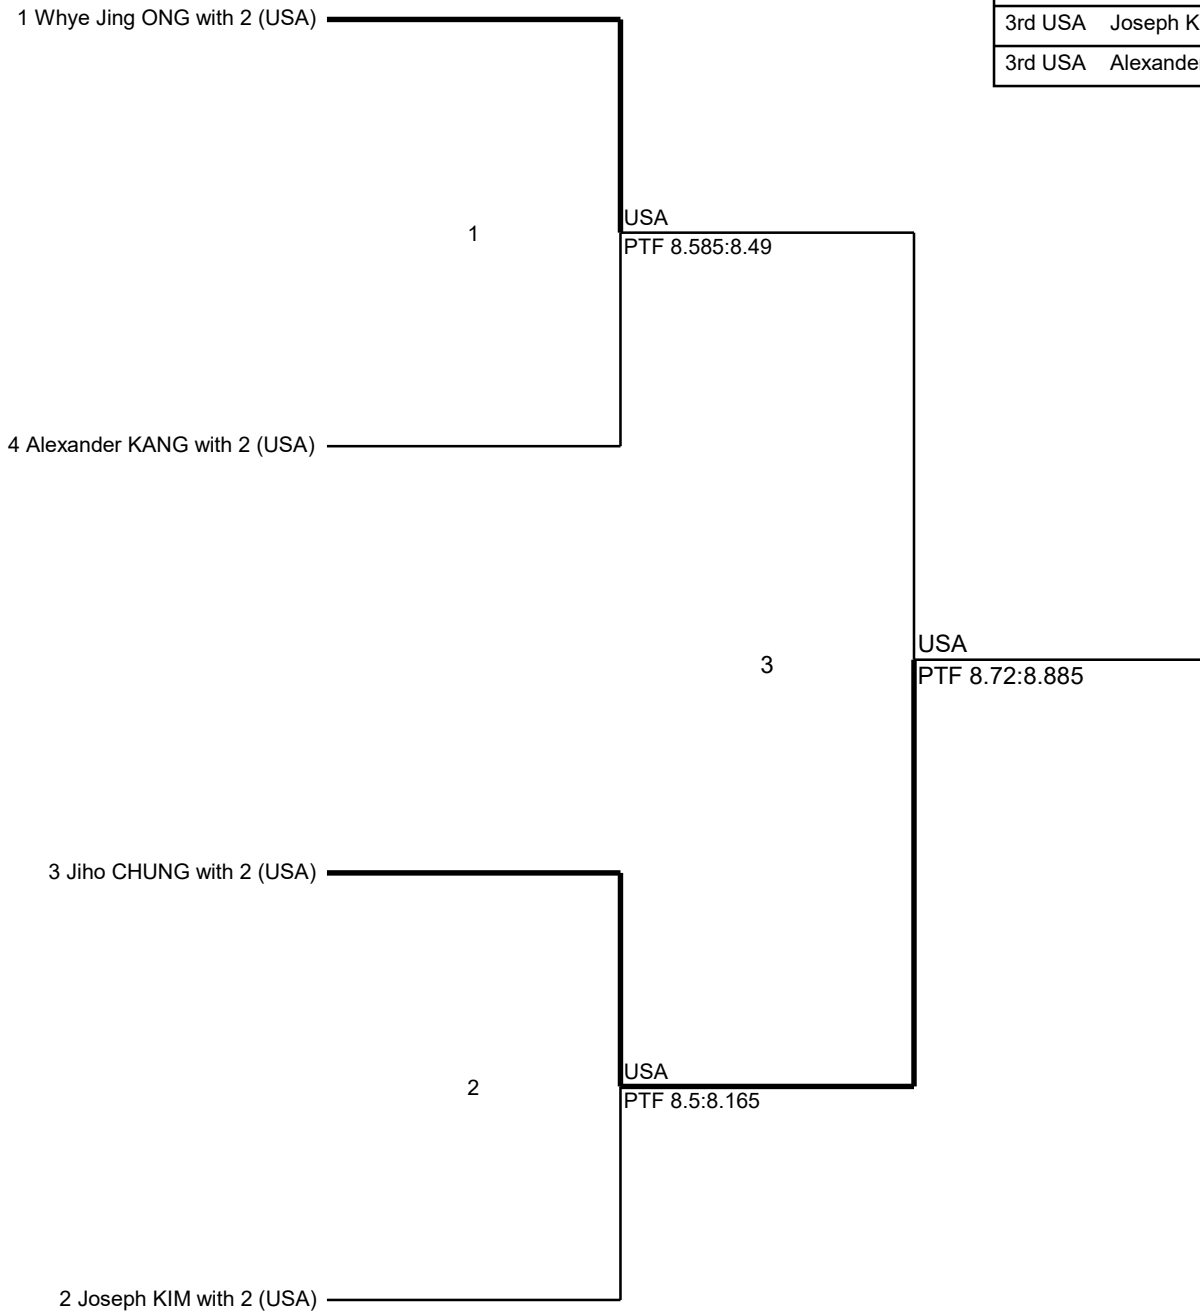 1 Whye Jing ONG with 2 (USA)
3rd USA Joseph K
3rd USA Alexander
USA
1
PTF 8.585:8.49
4 Alexander KANG with 2 (USA)
USA
3
PTF 8.72:8.885
3 Jiho CHUNG with 2 (USA)
USA
2
PTF 8.5:8.165
2 Joseph KIM with 2 (USA)